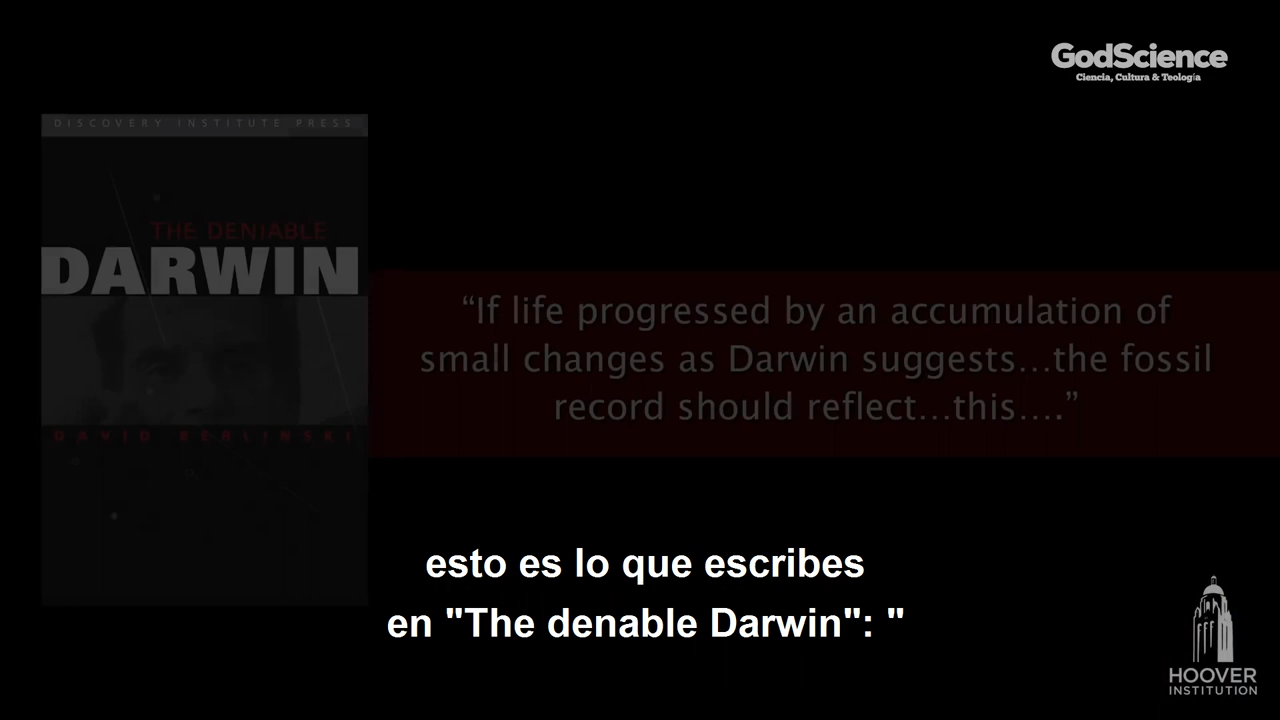 GodScience
Ciencia, Cultura & Teología
DISCOVERY INSTITUTE PRESS
THE DENIABLE
DARWIN
DAVID BERLINSKI
“If life progressed by an accumulation of
small changes as Darwin suggests...the fossil
record should reflect...this....”
esto es lo que escribes
en "The denable Darwin": "
HOOVER
INSTITUTION